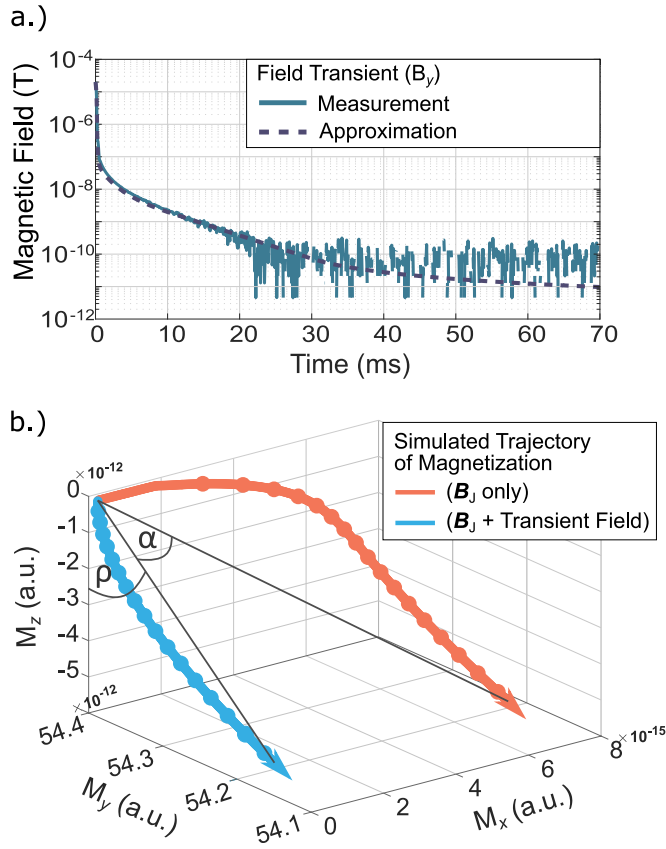 a.)
Magnetic Field (T)
10⁻⁴
10⁻⁶
10⁻⁸
10⁻¹⁰
10⁻¹²
Field Transient (Bᵧ)
Measurement
Approximation
0 10 20 30 40 50 60 70
Time (ms)
b.)
× 10⁻¹²
0
-1
-2
-3
-4
-5
M_z (a.u.)
Simulated Trajectory
of Magnetization
(B_J only)
(B_J + Transient Field)
α
ρ
× 10⁻¹²
54.4
54.3
54.2
54.1
M_y (a.u.)
0 2 4 6 8
× 10⁻¹⁵
M_x (a.u.)